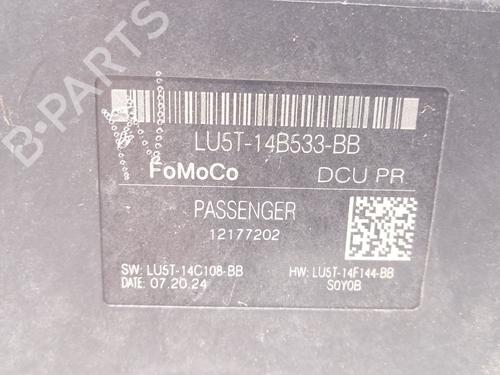 B-PARTS
LU5T-14B533-BB
FoMoCo DCU PR
PASSENGER
12177202
SW: LU5T-14C108-BB HW: LU5T-14F144-BB
DATE: 07.20.24 S0Y0B